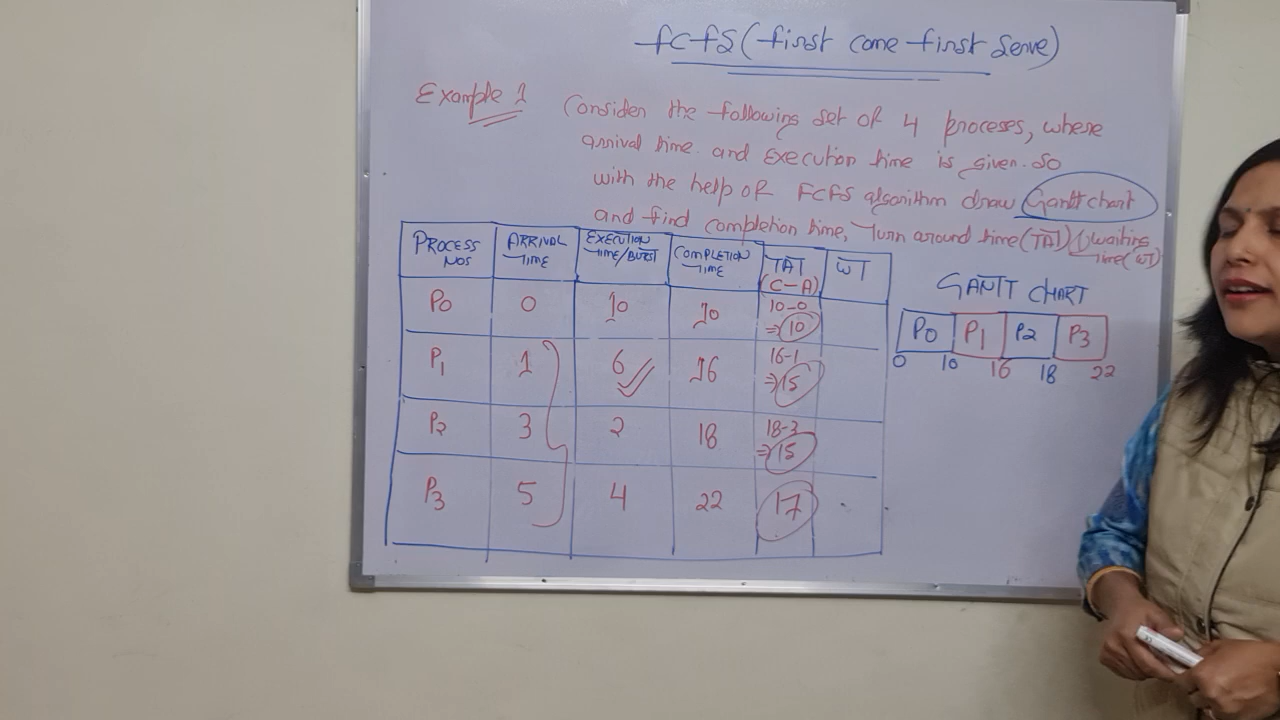 FCFS (first come first serve)
Example 1
Consider the following set of 4 proceses, where
arrival time and execution time is given. So
with the help of FCFS algorithm draw Gantt chart
and find completion time, Turn around time (TAT) & waiting
time (WT)
PROCESS NOS ARRIVAL TIME EXECUTION TIME/BURST COMPLETION TIME TAT (C-A) WT
P0 0 10 10 10-0 ⇒ 10
P1 1 6 16 16-1 ⇒ 15
P2 3 2 18 18-3 ⇒ 15
P3 5 4 22 17
GANTT CHART
P0 P1 P2 P3
0 10 16 18 22